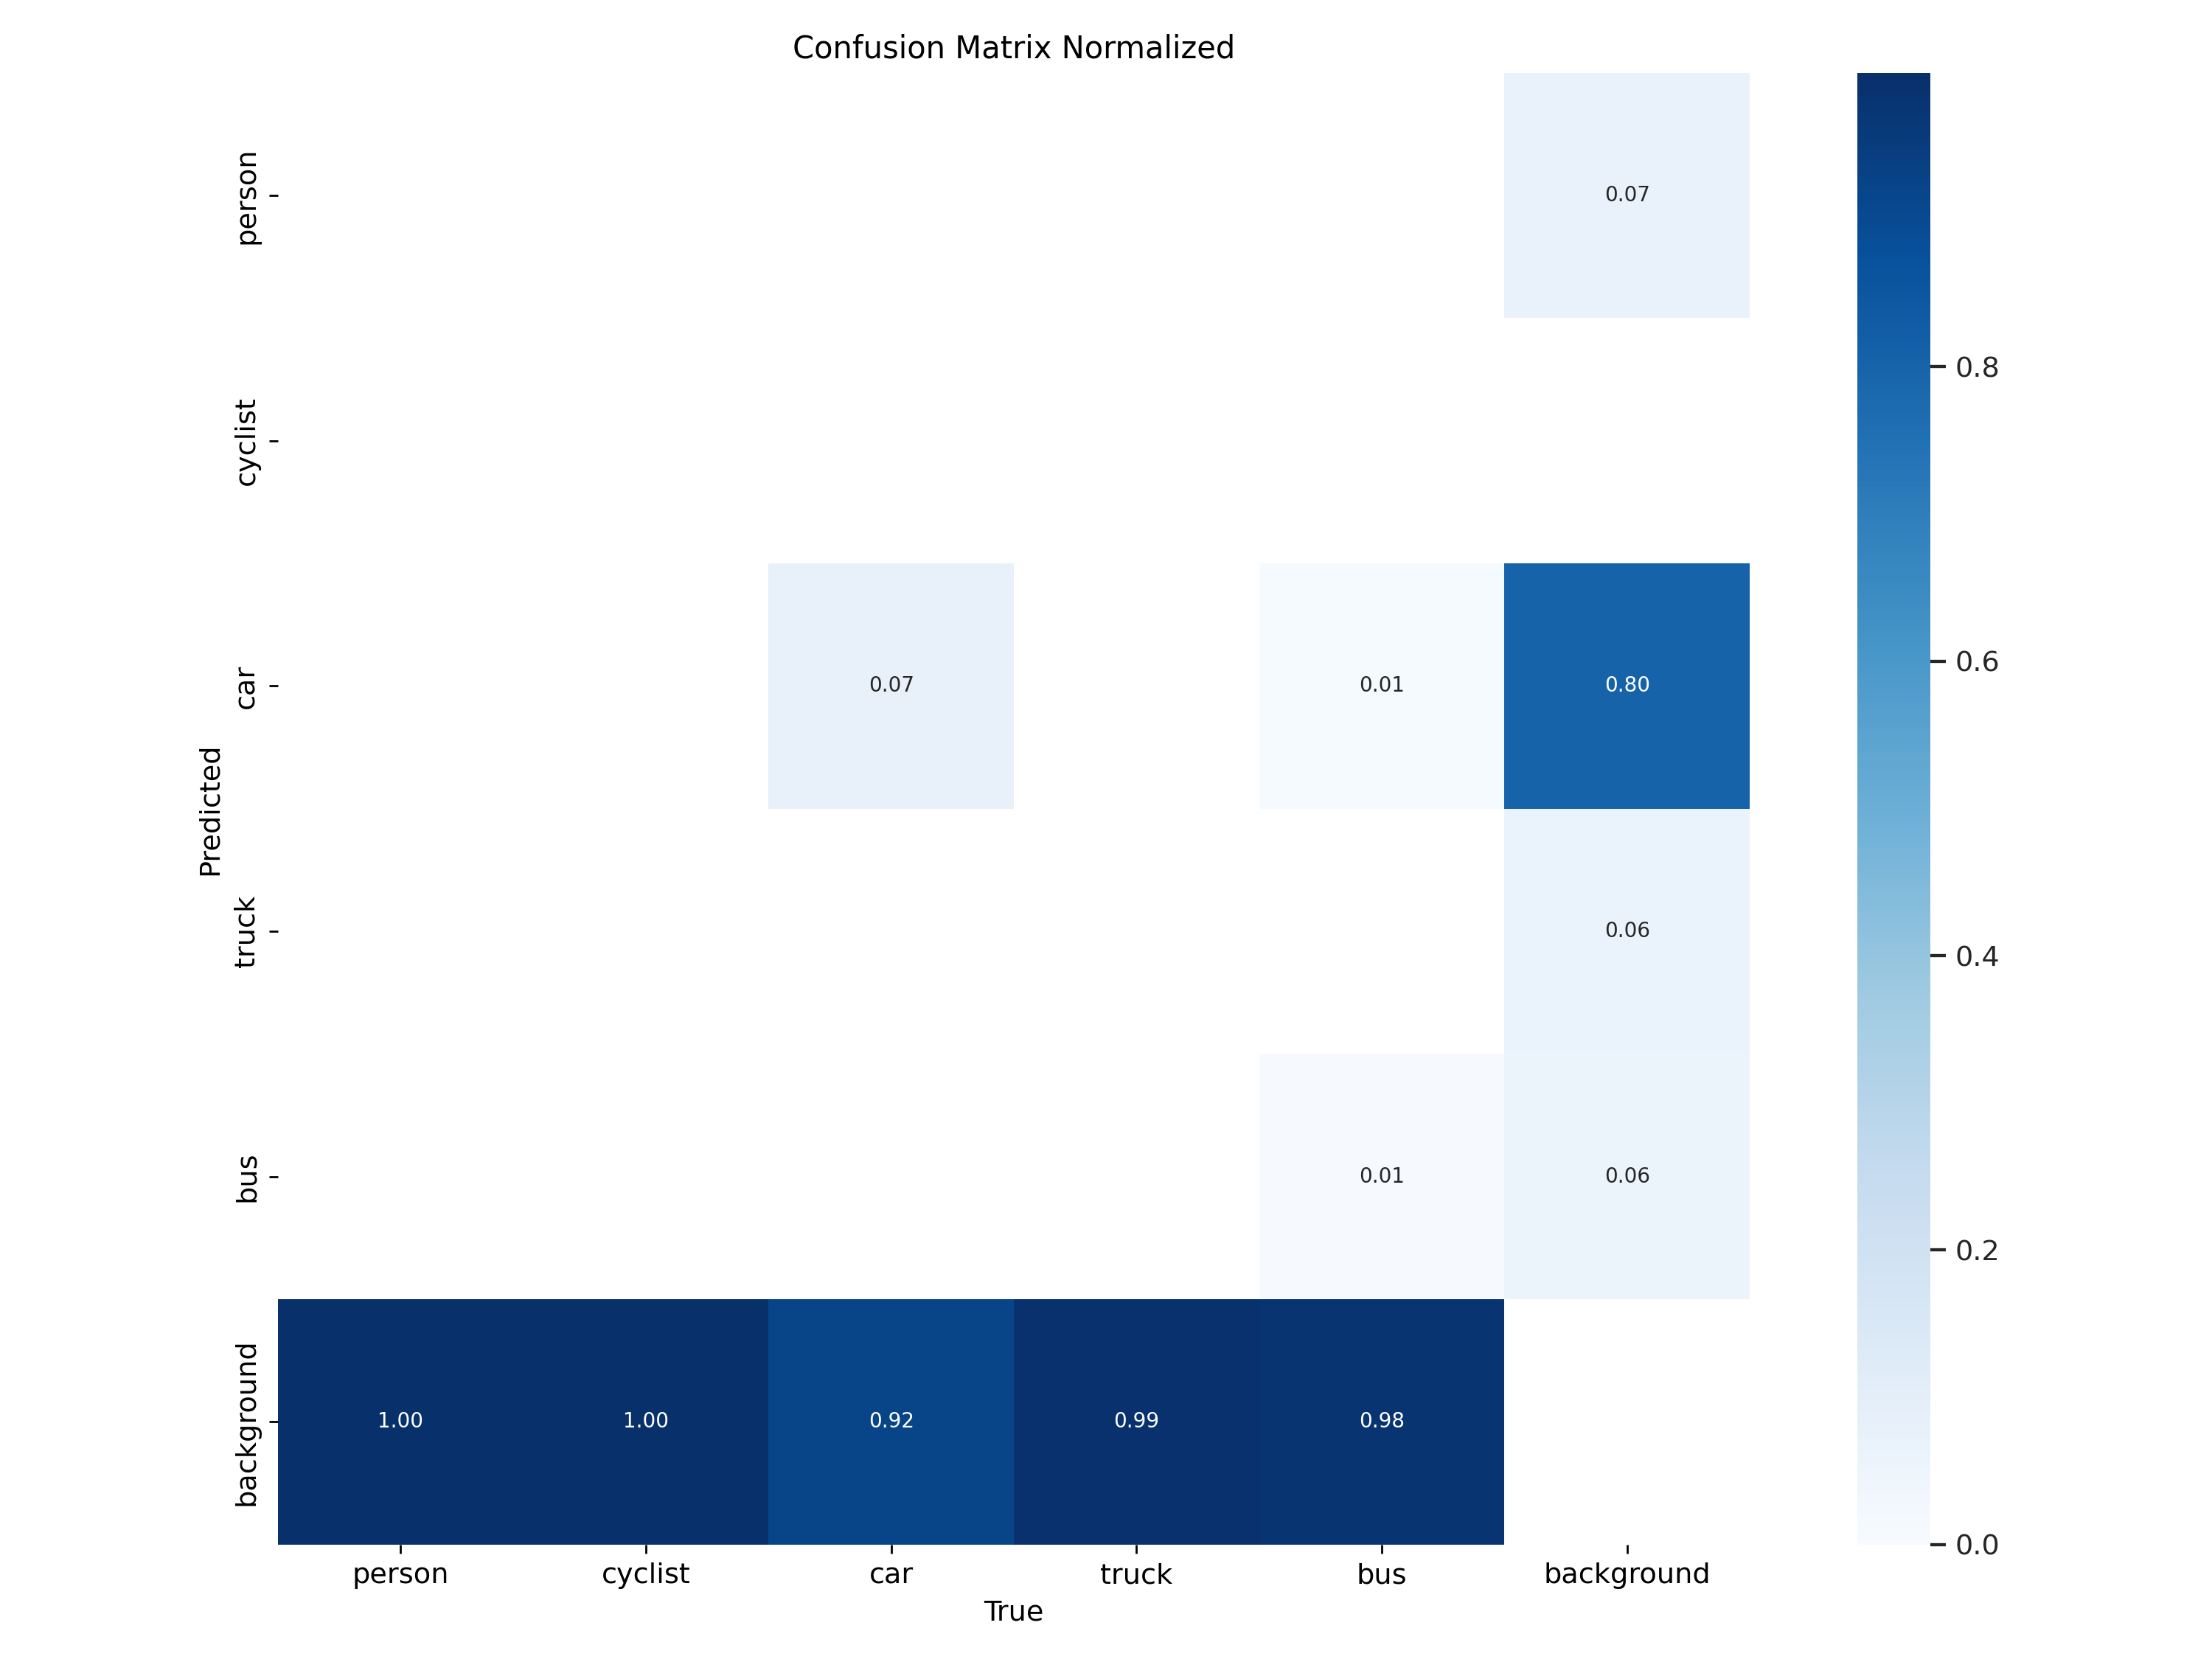 Confusion Matrix Normalized
person
0.07
cyclist
0.8
car
0.07
0.01
0.80
0.6
Predicted
truck
0.06
0.4
bus
0.01
0.06
0.2
background
1.00
1.00
0.92
0.99
0.98
0.0
person
cyclist
car
truck
bus
background
True